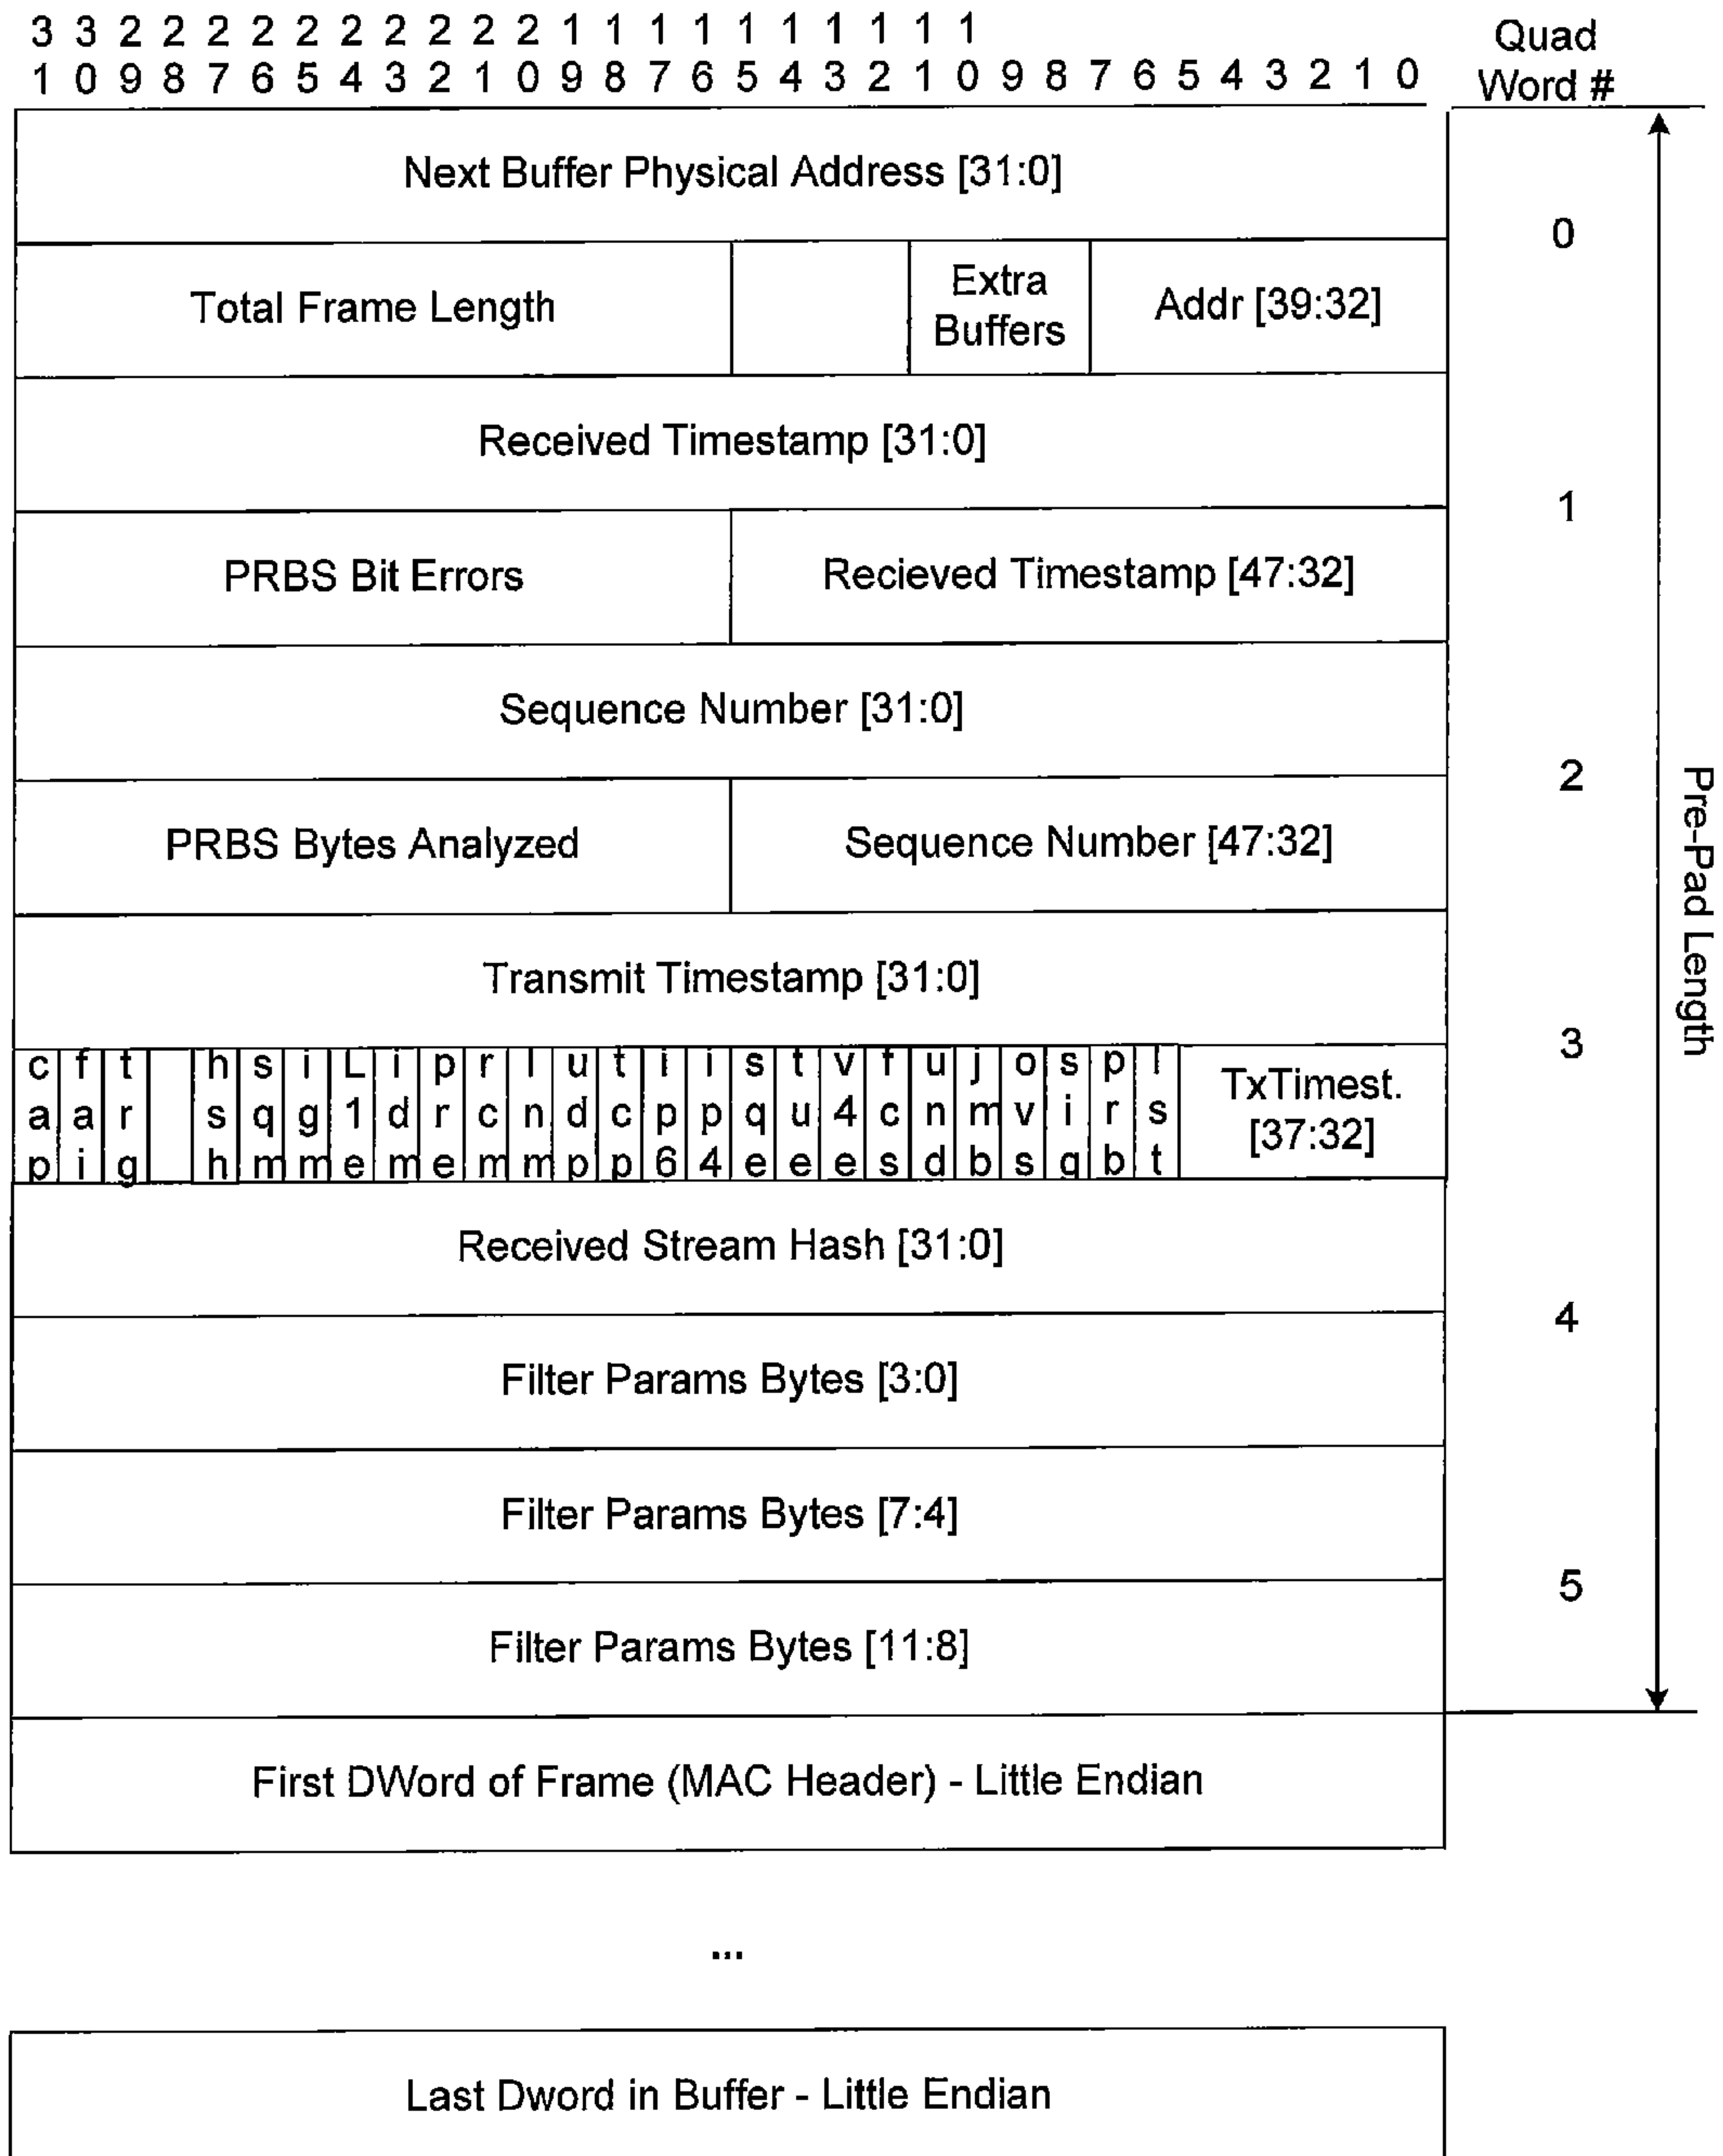 3 3 2 2 2 2 2 2 2 2 2 2 1 1 1 1 1 1 1 1 1 1 Quad
1 0 9 8 7 6 5 4 3 2 1 0 9 8 7 6 5 4 3 2 1 0 9 8 7 6 5 4 3 2 1 0 Word #
Next Buffer Physical Address [31:0]
0
Total Frame Length
Extra
Buffers
Addr [39:32]
Received Timestamp [31:0]
1
PRBS Bit Errors
Recieved Timestamp [47:32]
Sequence Number [31:0]
2
PRBS Bytes Analyzed
Sequence Number [47:32]
Pre-Pad Length
Transmit Timestamp [31:0]
3
c f t h s i L i p r l u t i i s t v f u j o s p l
a a r s q g 1 d r c n d c p p q u 4 c n m v i r s
p i g h m m e m e m m p p 6 4 e e e s d b s g b t
TxTimest.
[37:32]
Received Stream Hash [31:0]
4
Filter Params Bytes [3:0]
Filter Params Bytes [7:4]
5
Filter Params Bytes [11:8]
First DWord of Frame (MAC Header) - Little Endian
...
Last Dword in Buffer - Little Endian